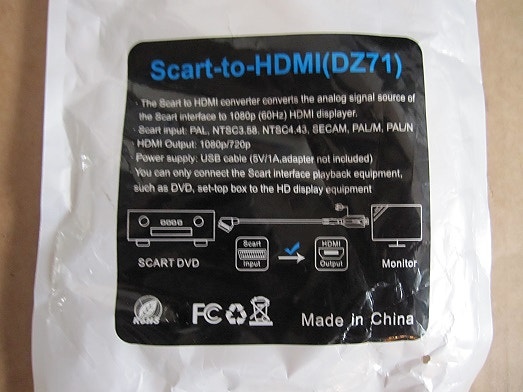 Scart-to-HDMI(DZ71)
· The Scart to HDMI converter converts the analog signal source of
the Scart interface to 1080p (60Hz) HDMI displayer.
· Scart input: PAL, NTSC3.58, NTSC4.43, SECAM, PAL/M, PAL/N
HDMI Output: 1080p/720p
· Power supply: USB cable (5V/1A,adapter not included)
You can only connect the Scart interface playback equipment,
such as DVD, set-top box to the HD display equipment
Scart
Input
HDMI
Output
SCART DVD
Monitor
RoHS
FC
Made in China